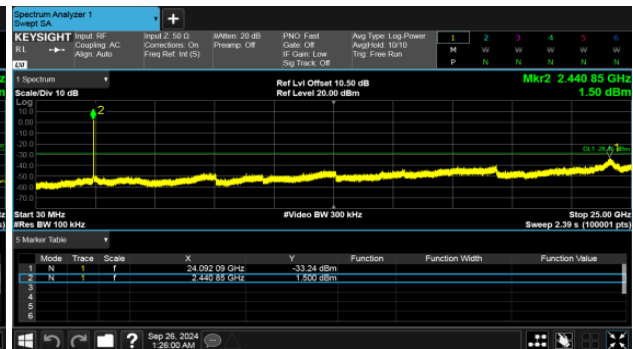 Spectrum Analyzer 1
Swept SA
+
KEYSIGHT Input: RF Input Z: 50 Ω #Atten: 20 dB PNO: Fast Avg Type: Log-Power 1 2 3 4 5 6
RL Coupling: AC Corrections: On Preamp: Off Gate: Off Avg|Hold: 10/10 M W W W W W
Align: Auto Freq Ref: Int (S) IF Gain: Low Trig: Free Run P N N N N N
LXI Sig Track: Off
1 Spectrum Ref Lvl Offset 10.50 dB Mkr2 2.440 85 GHz
Scale/Div 10 dB Ref Level 20.00 dBm 1.50 dBm
Log
10.0
0.00
-10.0
-20.0
-30.0
-40.0
-50.0
-60.0
-70.0
2
1
Start 30 MHz #Video BW 300 kHz Stop 25.00 GHz
#Res BW 100 kHz Sweep 2.39 s (100001 pts)
5 Marker Table
Mode Trace Scale X Y Function Function Width Function Value
1 N 1 f 24.092 09 GHz -33.24 dBm
2 N 1 f 2.440 85 GHz 1.500 dBm
3
4
5
6
? Sep 26, 2024
1:26:00 AM